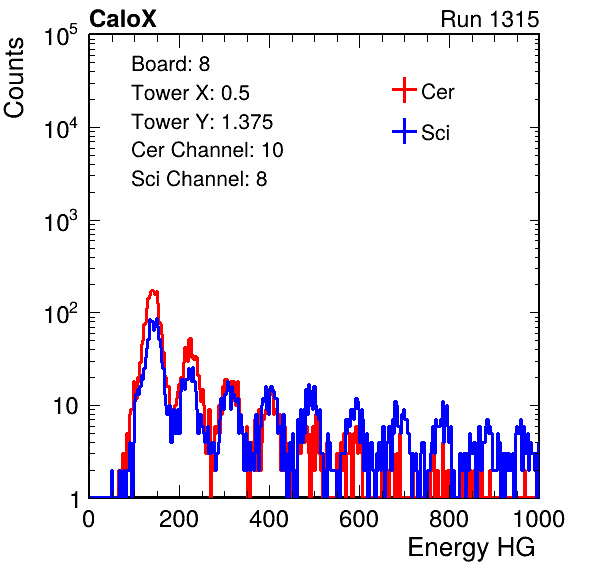 CaloX Run 1315
Counts
Board: 8
Tower X: 0.5
Tower Y: 1.375
Cer Channel: 10
Sci Channel: 8
Cer
Sci
10^5
10^4
10^3
10^2
10
1
0 200 400 600 800 1000
Energy HG